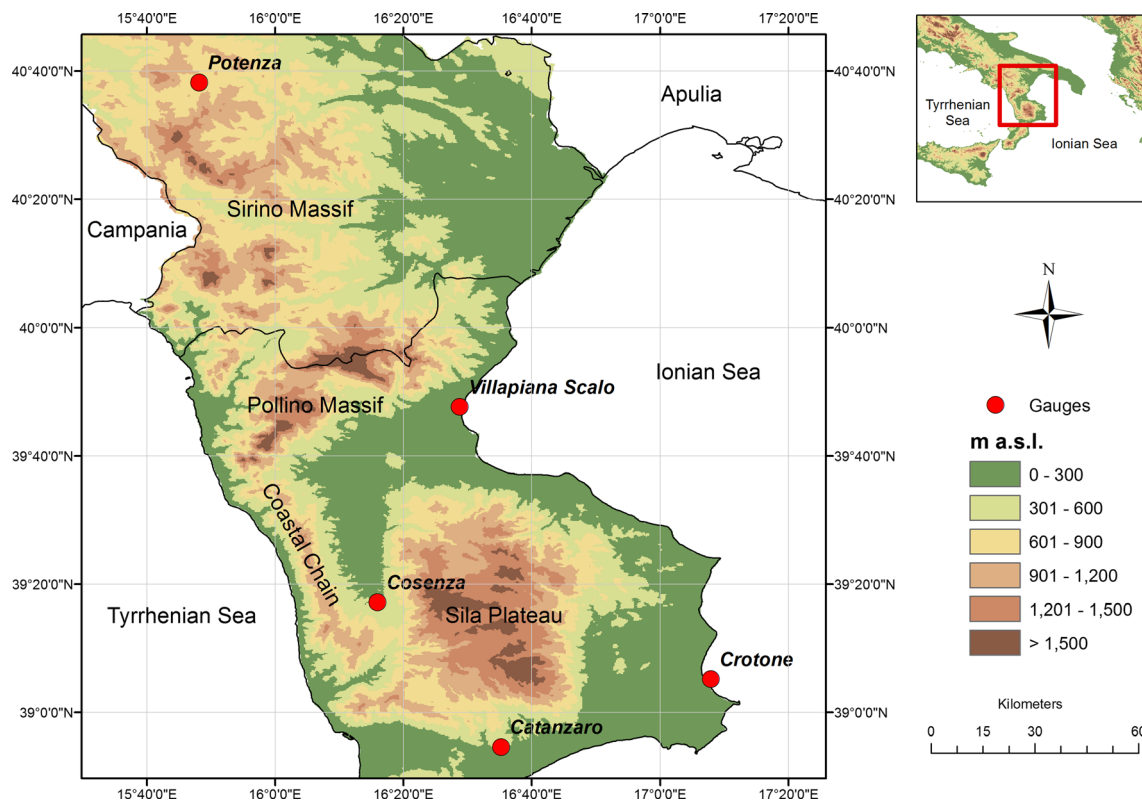 15°40'0"E 16°0'0"E 16°20'0"E 16°40'0"E 17°0'0"E 17°20'0"E
40°40'0"N
40°20'0"N
40°0'0"N
39°40'0"N
39°20'0"N
39°0'0"N
Potenza
Apulia
Sirino Massif
Campania
Villapiana Scalo
Ionian Sea
Pollino Massif
Coastal Chain
Cosenza
Tyrrhenian Sea
Sila Plateau
Crotone
Catanzaro
40°40'0"N
40°20'0"N
40°0'0"N
39°40'0"N
39°20'0"N
39°0'0"N
15°40'0"E 16°0'0"E 16°20'0"E 16°40'0"E 17°0'0"E 17°20'0"E
Tyrrhenian
Sea
Ionian Sea
N
Gauges
m a.s.l.
0 - 300
301 - 600
601 - 900
901 - 1,200
1,201 - 1,500
> 1,500
Kilometers
0 15 30 60